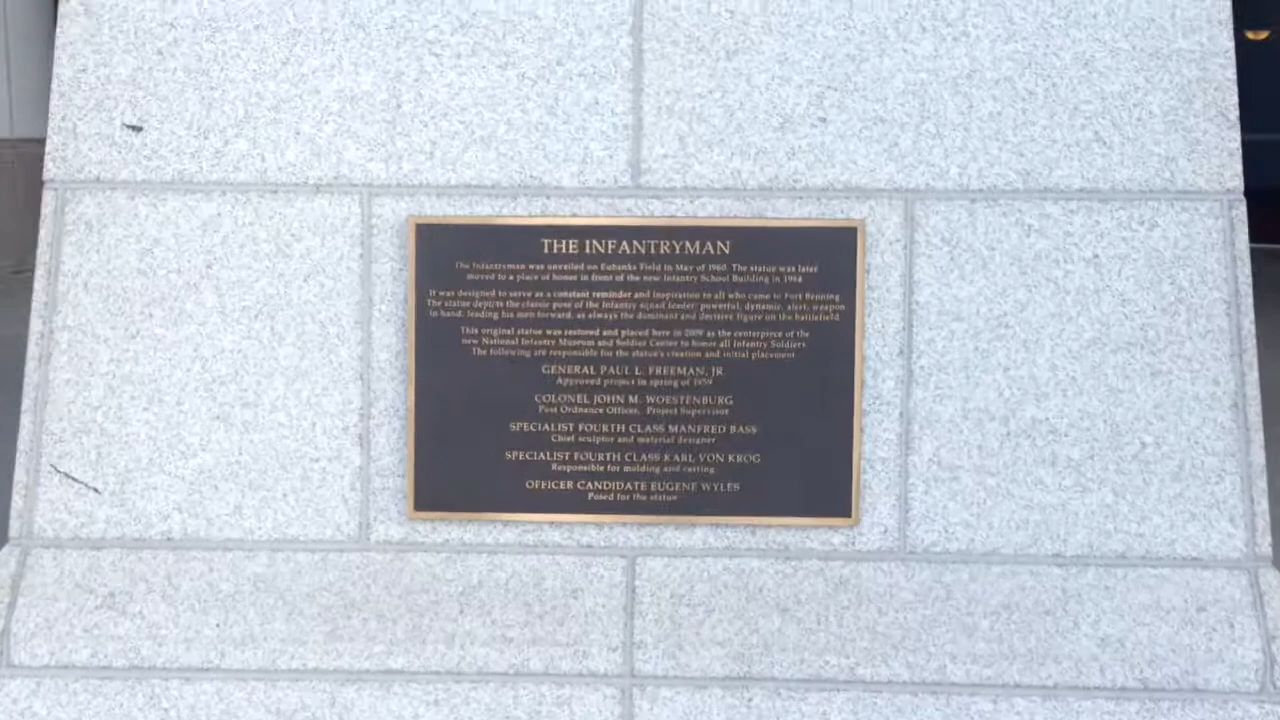 THE INFANTRYMAN
The Infantryman was unveiled on Eubanks Field in May of 1960. The statue was later
moved to a place of honor in front of the new Infantry School Building in 1964
It was designed to serve as a constant reminder and inspiration to all who came to Fort Benning.
The statue depicts the classic pose of the Infantry squad leader: powerful, dynamic, alert, weapon
in hand, leading his men forward, as always the dominant and decisive figure on the battlefield.
This original statue was restored and placed here in 2009 as the centerpiece of the
new National Infantry Museum and Soldier Center to honor all Infantry Soldiers.
The following are responsible for the statue's creation and initial placement
GENERAL PAUL L. FREEMAN, JR.
Approved project in spring of 1959
COLONEL JOHN M. WOESTENBURG
Post Ordnance Officer, Project Supervisor
SPECIALIST FOURTH CLASS MANFRED BASS
Chief sculptor and material designer
SPECIALIST FOURTH CLASS KARL VON KROG
Responsible for molding and casting
OFFICER CANDIDATE EUGENE WYLES
Posed for the statue